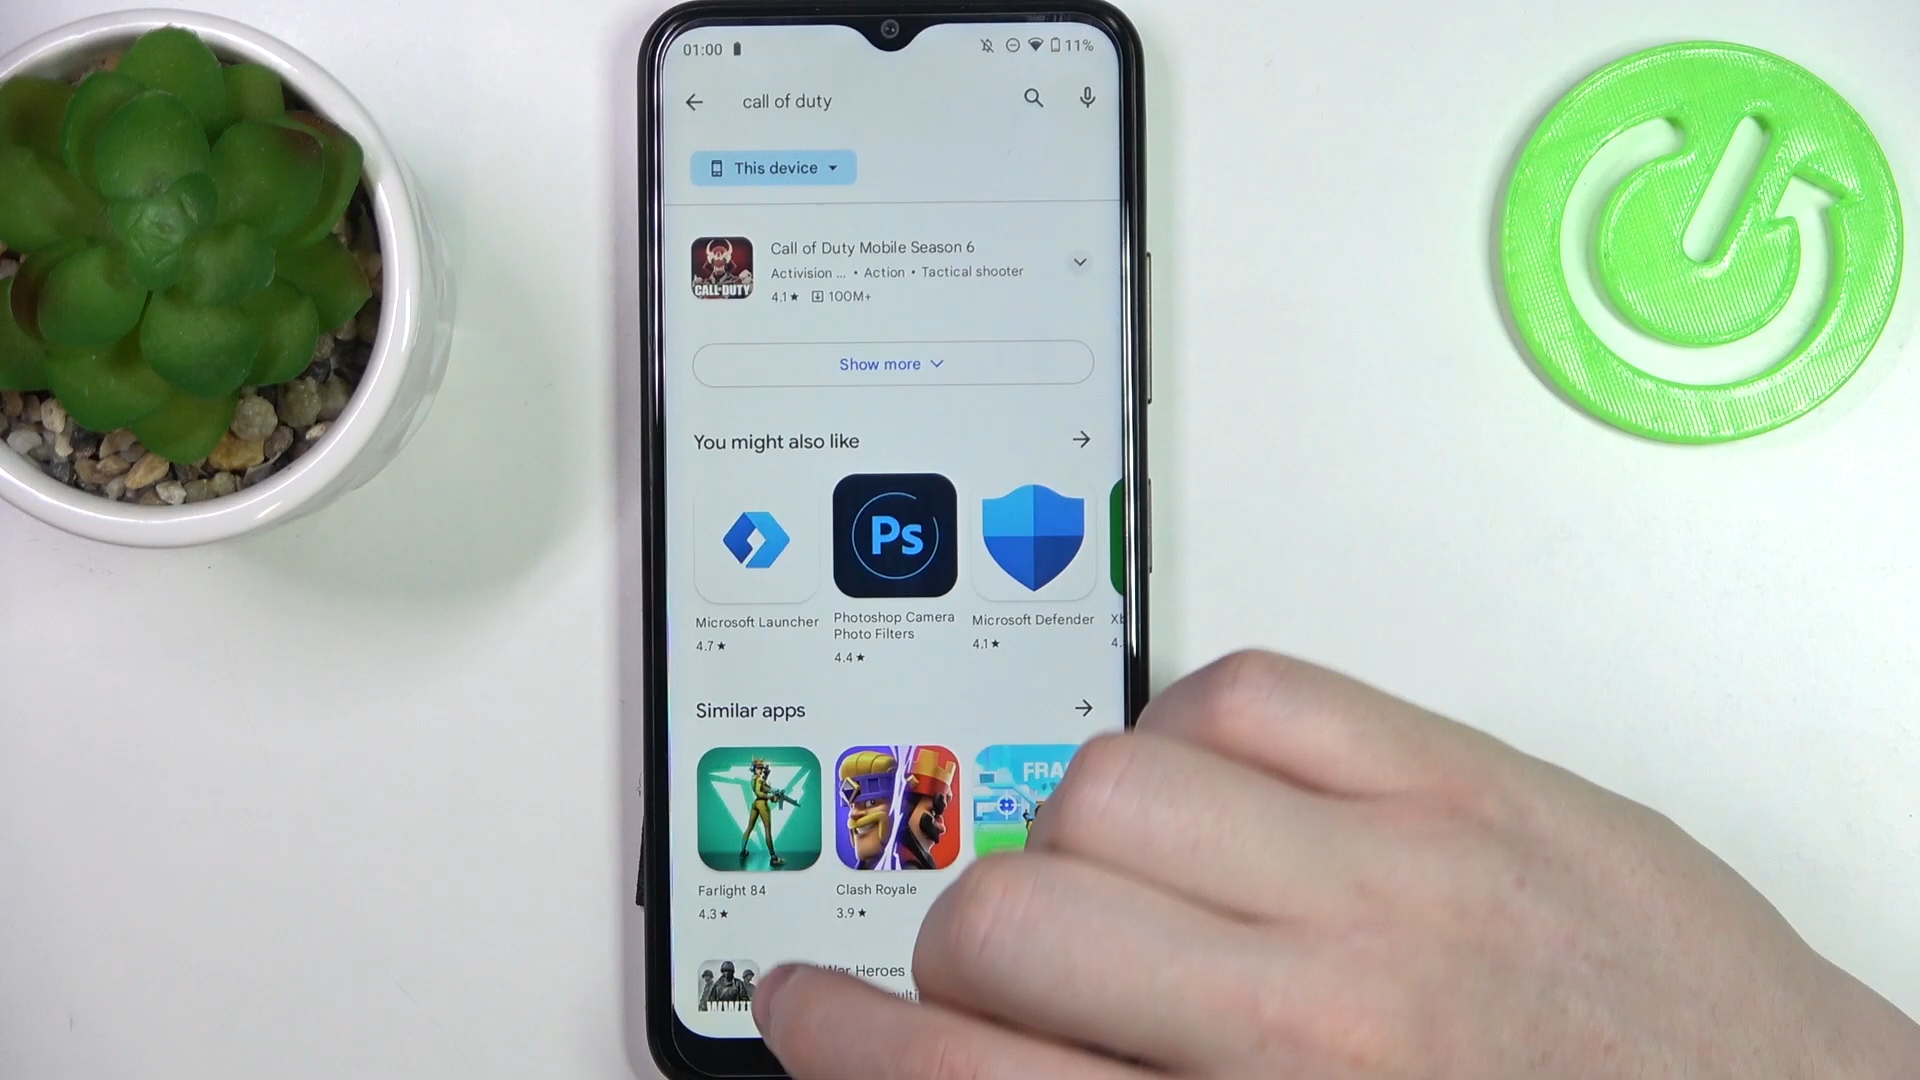 01:00
11%
call of duty
This device
Call of Duty Mobile Season 6
Activision ... • Action • Tactical shooter
4.1★ 100M+
CALL OF DUTY
Show more
You might also like
Ps
Microsoft Launcher
4.7★
Photoshop Camera
Photo Filters
4.4★
Microsoft Defender
4.1★
Similar apps
Farlight 84
4.3★
Clash Royale
3.9★
War Heroes